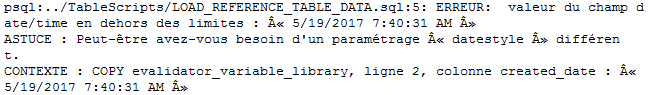 psql:../TableScripts/LOAD_REFERENCE_TABLE_DATA.sql:5: ERREUR:  valeur du champ d
ate/time en dehors des limites : Â« 5/19/2017 7:40:31 AM Â»
ASTUCE : Peut-être avez-vous besoin d'un paramétrage Â« datestyle Â» différen
t.
CONTEXTE : COPY evalidator_variable_library, ligne 2, colonne created_date : Â«
5/19/2017 7:40:31 AM Â»